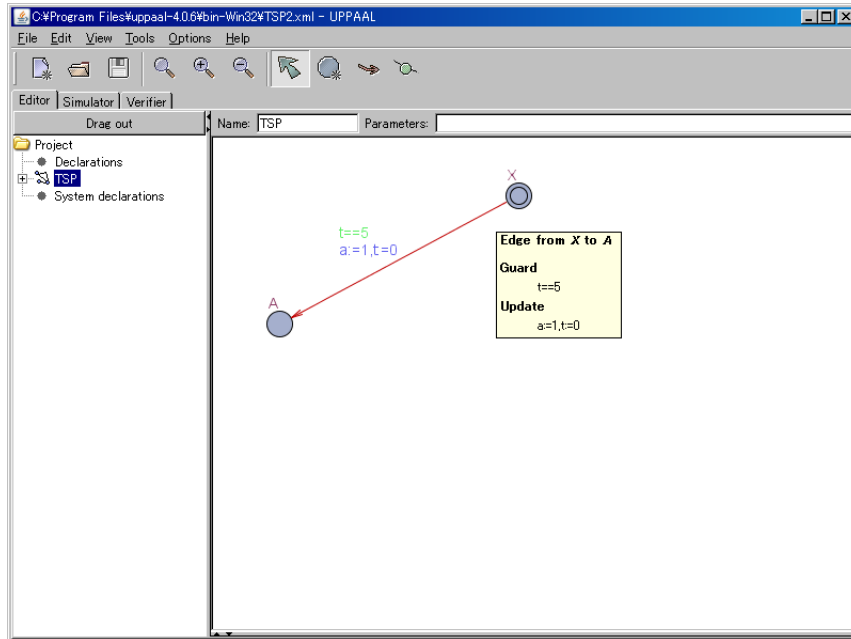 C:¥Program Files¥uppaal-4.0.6¥bin-Win32¥TSP2.xml - UPPAAL
File Edit View Tools Options Help
Editor Simulator Verifier
Drag out
Name: TSP Parameters:
Project
Declarations
TSP
System declarations
X
t==5
a:=1,t:=0
A
Edge from X to A
Guard
t==5
Update
a:=1,t:=0